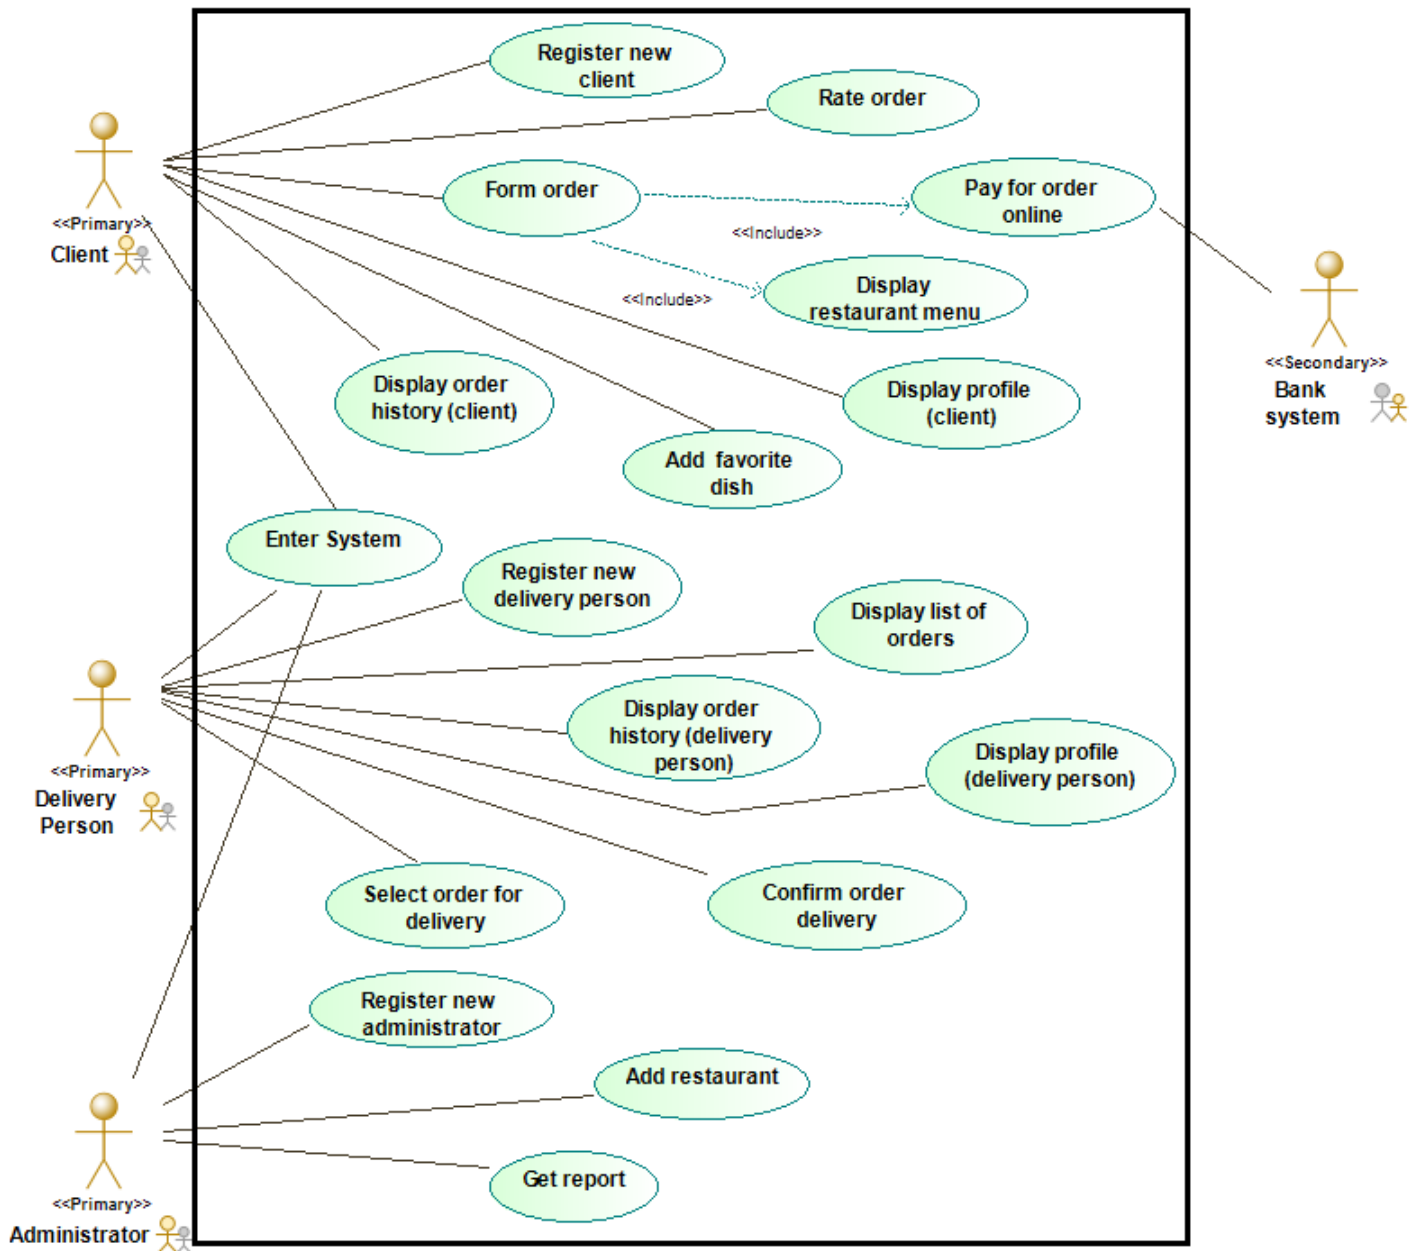 Register new
client
Rate order
Form order
Pay for order
online
<<Include>>
<<Primary>>
Client
Display
restaurant menu
<<Include>>
<<Secondary>>
Bank
system
Display order
history (client)
Display profile
(client)
Add  favorite
dish
Enter System
Register new
delivery person
Display list of
orders
Display order
history (delivery
person)
Display profile
(delivery person)
<<Primary>>
Delivery
Person
Select order for
delivery
Confirm order
delivery
Register new
administrator
Add restaurant
Get report
<<Primary>>
Administrator